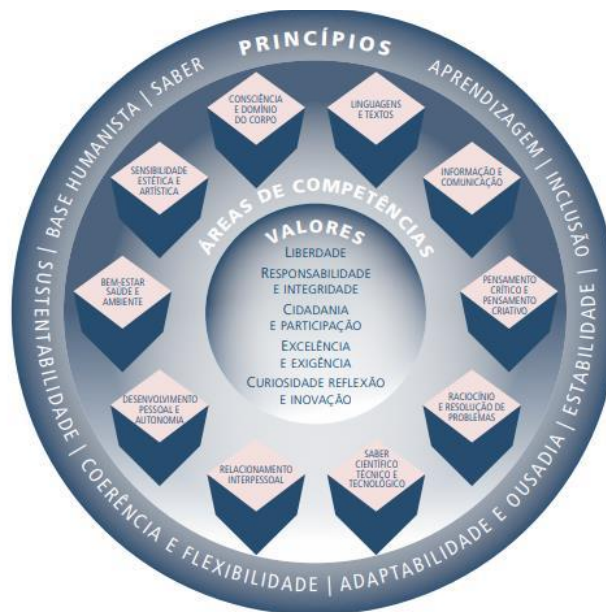 PRINCÍPIOS
BASE HUMANISTA | SABER
APRENDIZAGEM | INCLUSÃO
| ESTABILIDADE |
ADAPTABILIDADE E OUSADIA |
COERÊNCIA E FLEXIBILIDADE |
SUSTENTABILIDADE |
ÁREAS DE COMPETÊNCIAS
CONSCIÊNCIA
E DOMÍNIO
DO CORPO
LINGUAGENS
E TEXTOS
INFORMAÇÃO E
COMUNICAÇÃO
PENSAMENTO
CRÍTICO E
PENSAMENTO
CRIATIVO
RACIOCÍNIO
E RESOLUÇÃO DE
PROBLEMAS
SABER
CIENTÍFICO
TÉCNICO E
TECNOLÓGICO
RELACIONAMENTO
INTERPESSOAL
DESENVOLVIMENTO
PESSOAL E
AUTONOMIA
BEM-ESTAR
SAÚDE E
AMBIENTE
SENSIBILIDADE
ESTÉTICA E
ARTÍSTICA
VALORES
LIBERDADE
RESPONSABILIDADE
E INTEGRIDADE
CIDADANIA
E PARTICIPAÇÃO
EXCELÊNCIA
E EXIGÊNCIA
CURIOSIDADE REFLEXÃO
E INOVAÇÃO